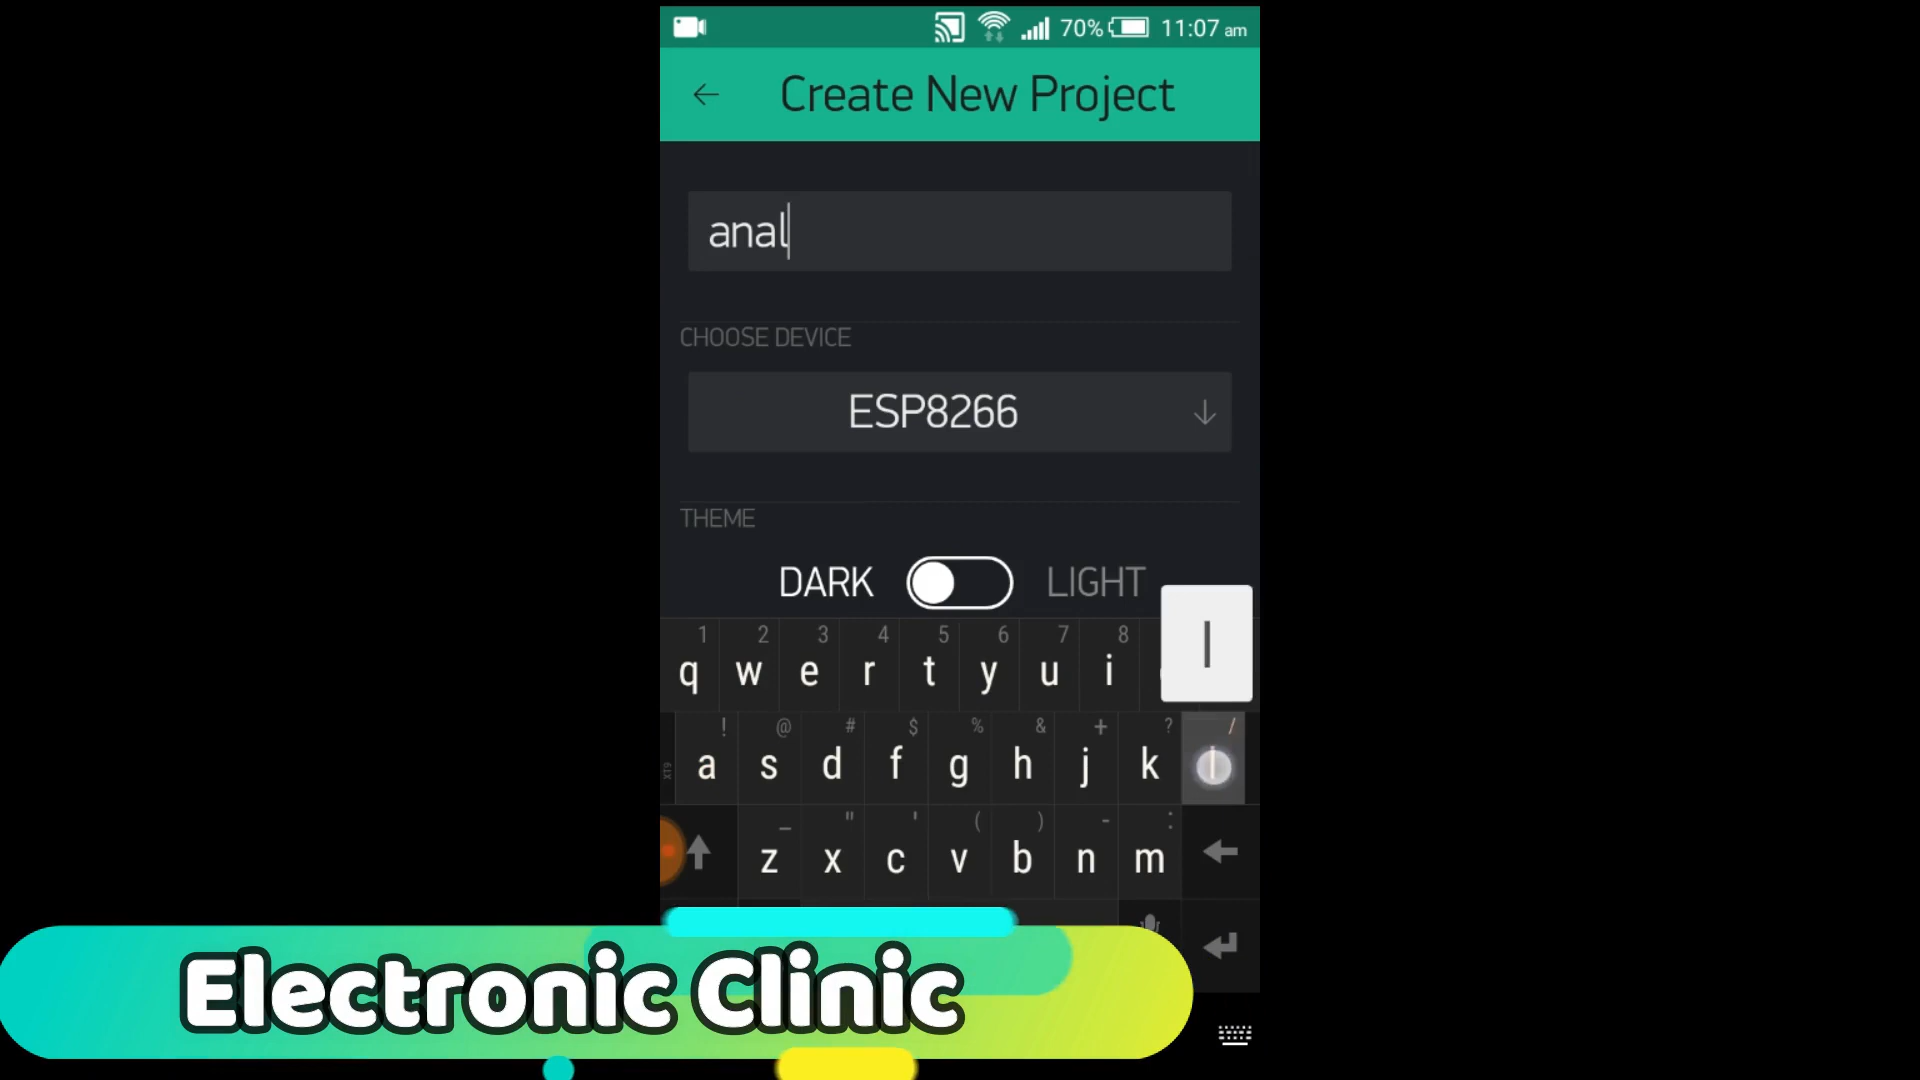 70% 11:07 am
Create New Project
anal
CHOOSE DEVICE
ESP8266
THEME
DARK LIGHT
1 2 3 4 5 6 7 8
q w e r t y u i
l
! @ # $ % & + ? /
a s d f g h j k l
_ " ' ( ) - :
z x c v b n m
XT9
Electronic Clinic